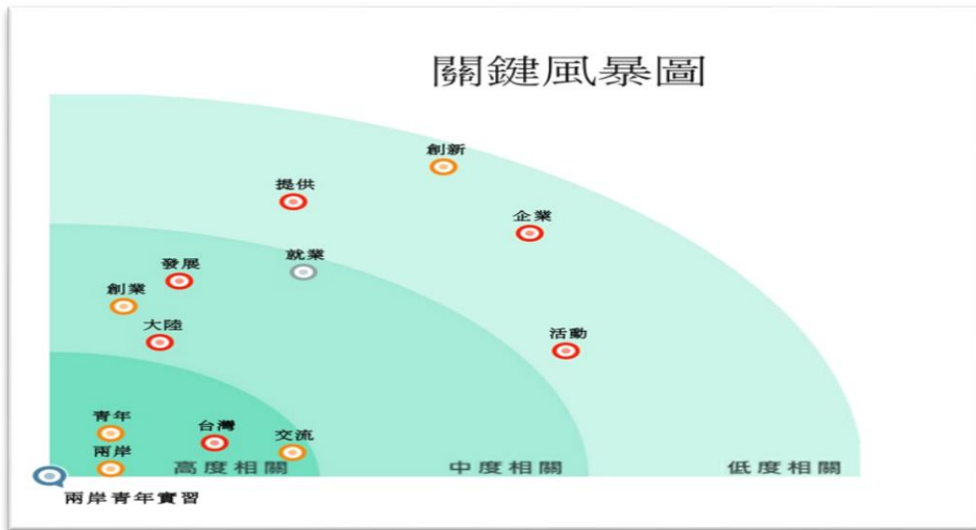 關鍵風暴圖
創新
提供
企業
就業
發展
創業
大陸
活動
青年
台灣
交流
兩岸
高度相關
中度相關
低度相關
兩岸青年實習